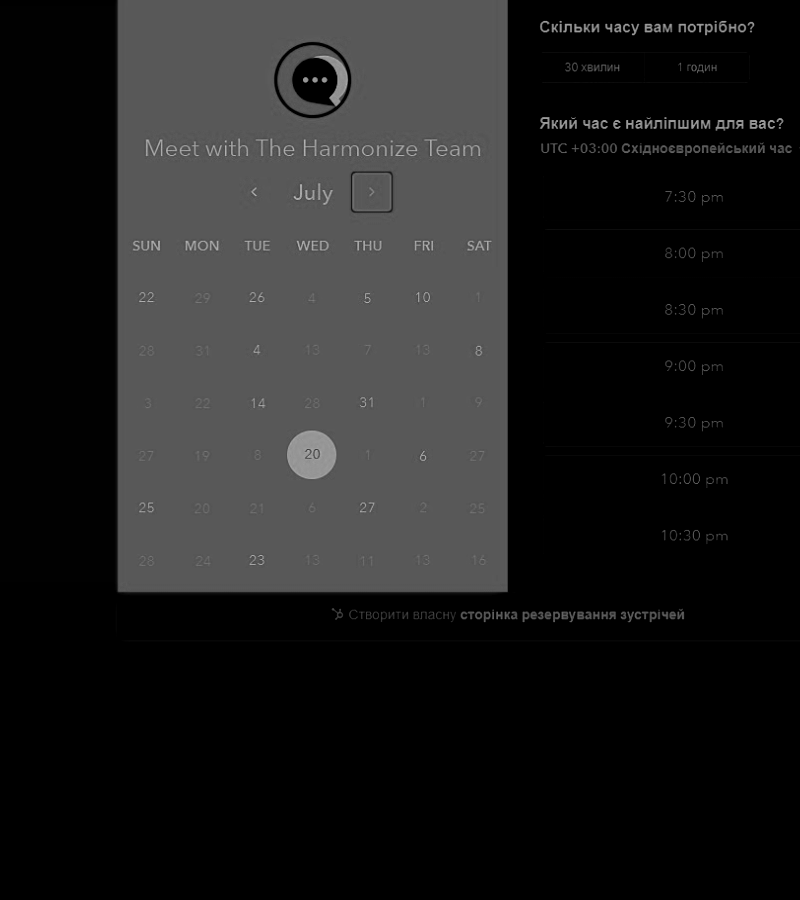 Meet with The Harmonize Team
July
SUN MON TUE WED THU FRI SAT
22 29 26 4 5 10 1
28 31 4 13 7 13 8
3 22 14 28 31 1 9
27 19 8 20 1 6 27
25 20 21 6 27 2 25
28 24 23 13 11 13 16
Скільки часу вам потрібно?
30 хвилин 1 годин
Який час є найліпшим для вас?
UTC +03:00 Східноєвропейський час
7:30 pm
8:00 pm
8:30 pm
9:00 pm
9:30 pm
10:00 pm
10:30 pm
Створити власну сторінка резервування зустрічей